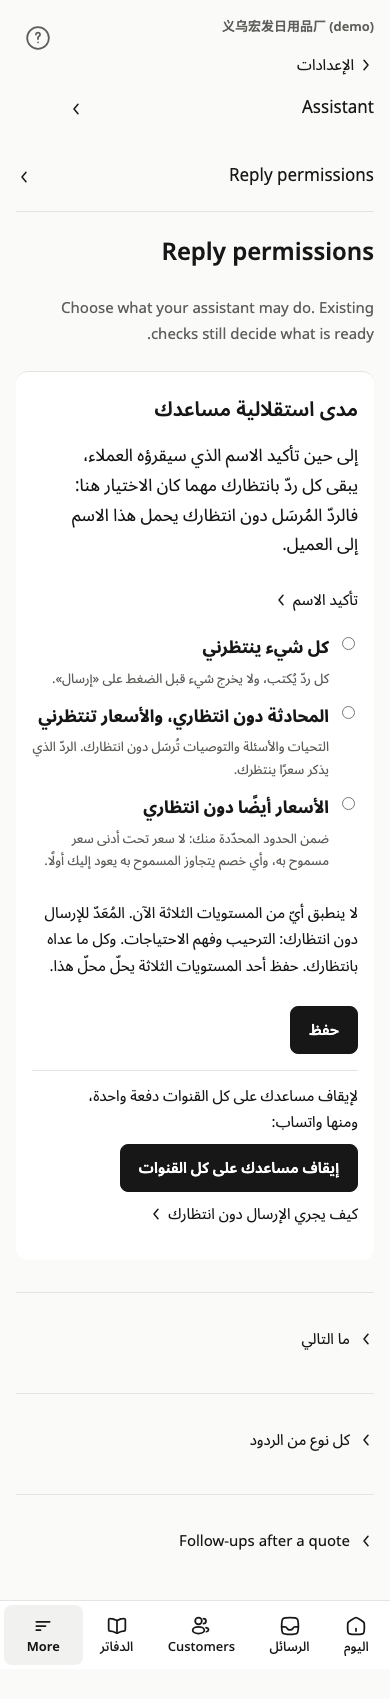 义乌宏发日用品厂 (demo)
الإعدادات
Assistant
Reply permissions
Reply permissions
Choose what your assistant may do. Existing
checks still decide what is ready.
مدى استقلالية مساعدك
إلى حين تأكيد الاسم الذي سيقرؤه العملاء،
يبقى كل ردّ بانتظارك مهما كان الاختيار هنا:
فالردّ المُرسَل دون انتظارك يحمل هذا الاسم
إلى العميل.
تأكيد الاسم
كل شيء ينتظرني
كل ردّ يُكتب، ولا يخرج شيء قبل الضغط على «إرسال».
المحادثة دون انتظاري، والأسعار تنتظرني
التحيات والأسئلة والتوصيات تُرسَل دون انتظارك. الردّ الذي
يذكر سعرًا ينتظرك.
الأسعار أيضًا دون انتظاري
ضمن الحدود المحدّدة منك: لا سعر تحت أدنى سعر
مسموح به، وأي خصم يتجاوز المسموح به يعود إليك أولًا.
لا ينطبق أيّ من المستويات الثلاثة الآن. المُعَدّ للإرسال
دون انتظارك: الترحيب وفهم الاحتياجات. وكل ما عداه
بانتظارك. حفظ أحد المستويات الثلاثة يحلّ محلّ هذا.
حفظ
لإيقاف مساعدك على كل القنوات دفعة واحدة،
ومنها واتساب:
إيقاف مساعدك على كل القنوات
كيف يجري الإرسال دون انتظارك
ما التالي
كل نوع من الردود
Follow-ups after a quote
اليوم
الرسائل
Customers
الدفاتر
More